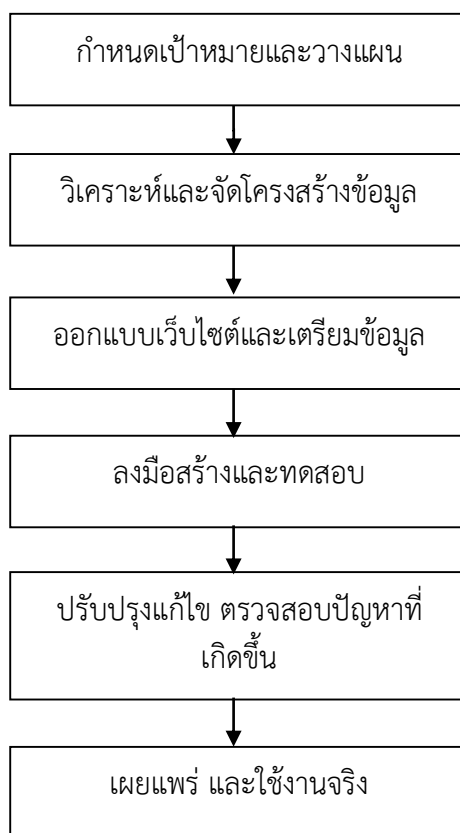 กำหนดเป้าหมายและวางแผน
วิเคราะห์และจัดโครงสร้างข้อมูล
ออกแบบเว็บไซต์และเตรียมข้อมูล
ลงมือสร้างและทดสอบ
ปรับปรุงแก้ไข ตรวจสอบปัญหาที่
เกิดขึ้น
เผยแพร่ และใช้งานจริง